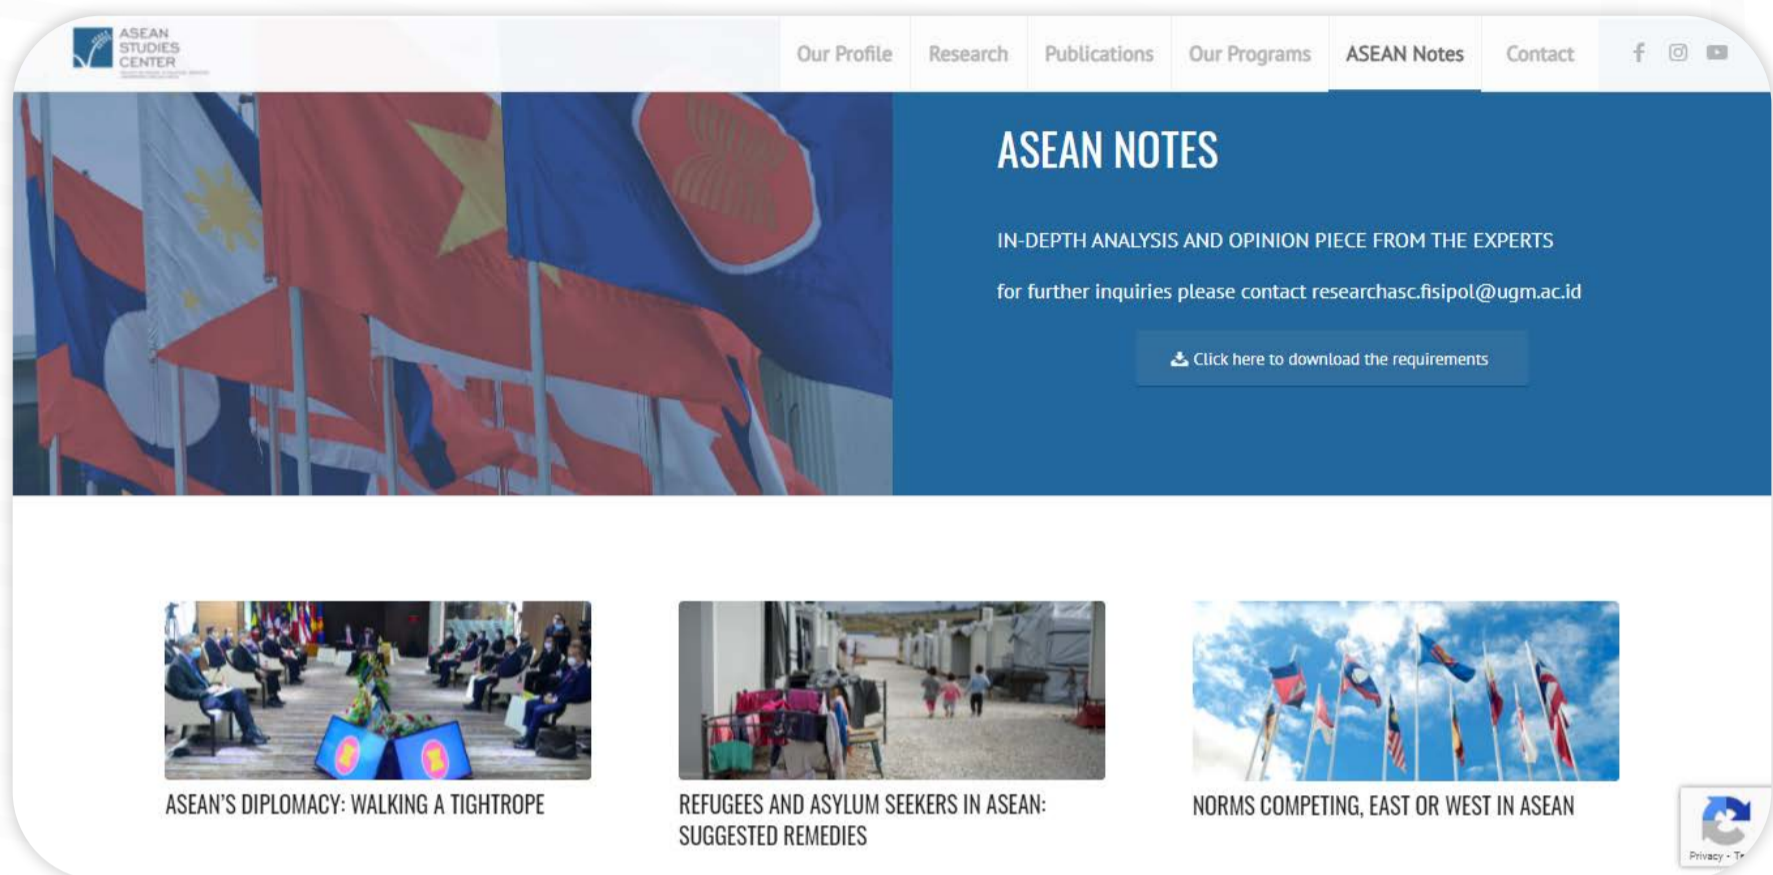 ASEAN
STUDIES
CENTER
Our Profile
Research
Publications
Our Programs
ASEAN Notes
Contact
ASEAN NOTES
IN-DEPTH ANALYSIS AND OPINION PIECE FROM THE EXPERTS
for further inquiries please contact researchasc.fisipol@ugm.ac.id
Click here to download the requirements
ASEAN'S DIPLOMACY: WALKING A TIGHTROPE
REFUGEES AND ASYLUM SEEKERS IN ASEAN:
SUGGESTED REMEDIES
NORMS COMPETING, EAST OR WEST IN ASEAN
Privacy -